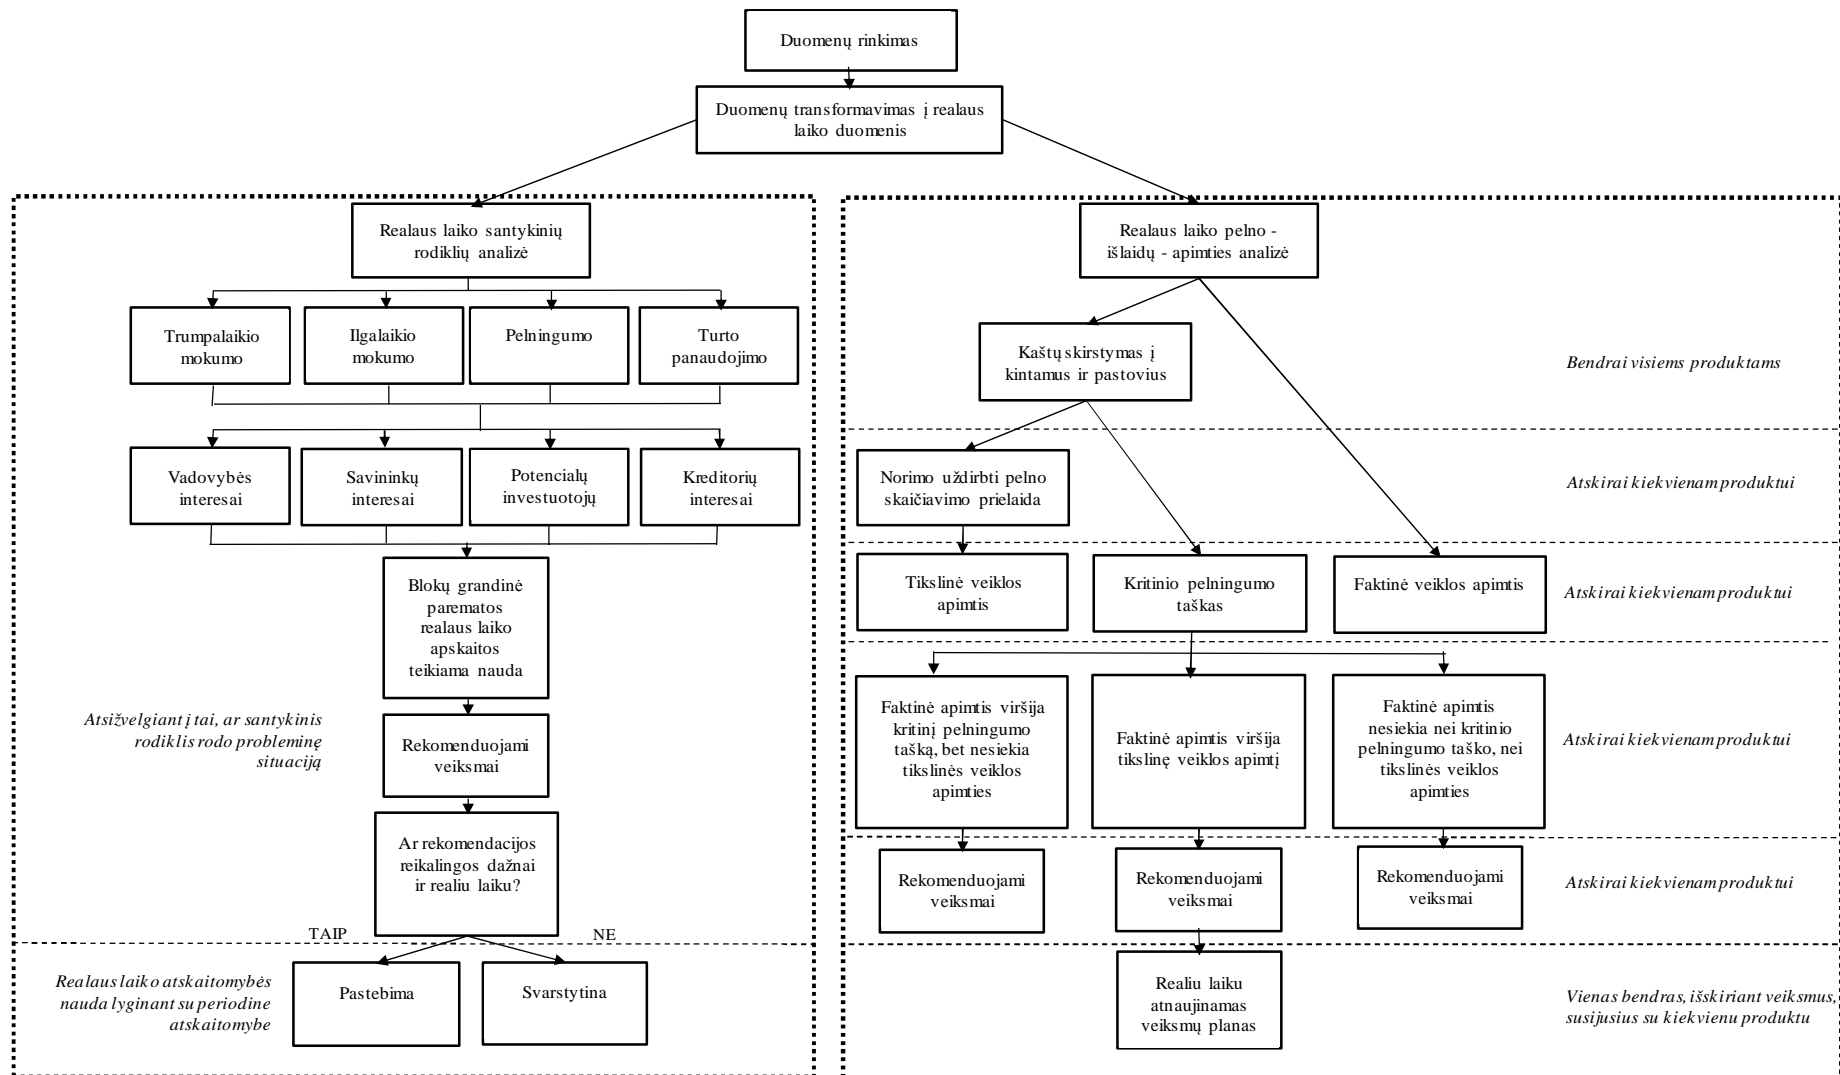 Duomenų rinkimas
Duomenų transformavimas į realaus
laiko duomenis
Realaus laiko santykinių
rodiklių analizė
Trumpalaikio
mokumo
Ilgalaikio
mokumo
Pelningumo
Turto
panaudojimo
Vadovybės
interesai
Savininkų
interesai
Potencialų
investuotojų
Kreditorių
interesai
Blokų grandinė
parematos
realaus laiko
apskaitos
teikiama nauda
Atsižvelgiant į tai, ar santykinis
rodiklis rodo probleminę
situaciją
Rekomenduojami
veiksmai
Ar rekomendacijos
reikalingos dažnai
ir realiu laiku?
TAIP
NE
Realaus laiko atskaitomybės
nauda lyginant su periodine
atskaitomybe
Pastebima
Svarstytina
Realaus laiko pelno -
išlaidų - apimties analizė
Kaštų skirstymas į
kintamus ir pastovius
Bendrai visiems produktams
Norimo uždirbti pelno
skaičiavimo prielaida
Atskirai kiekvienam produktui
Tikslinė veiklos
apimtis
Kritinio pelningumo
taškas
Faktinė veiklos apimtis
Atskirai kiekvienam produktui
Faktinė apimtis viršija
kritinį pelningumo
tašką, bet nesiekia
tikslinės veiklos
apimties
Faktinė apimtis viršija
tikslinę veiklos apimtį
Faktinė apimtis
nesiekia nei kritinio
pelningumo taško, nei
tikslinės veiklos
apimties
Atskirai kiekvienam produktui
Rekomenduojami
veiksmai
Rekomenduojami
veiksmai
Rekomenduojami
veiksmai
Atskirai kiekvienam produktui
Realiu laiku
atnaujinamas
veiksmų planas
Vienas bendras, išskiriant veiksmus,
susijusius su kiekvienu produktu